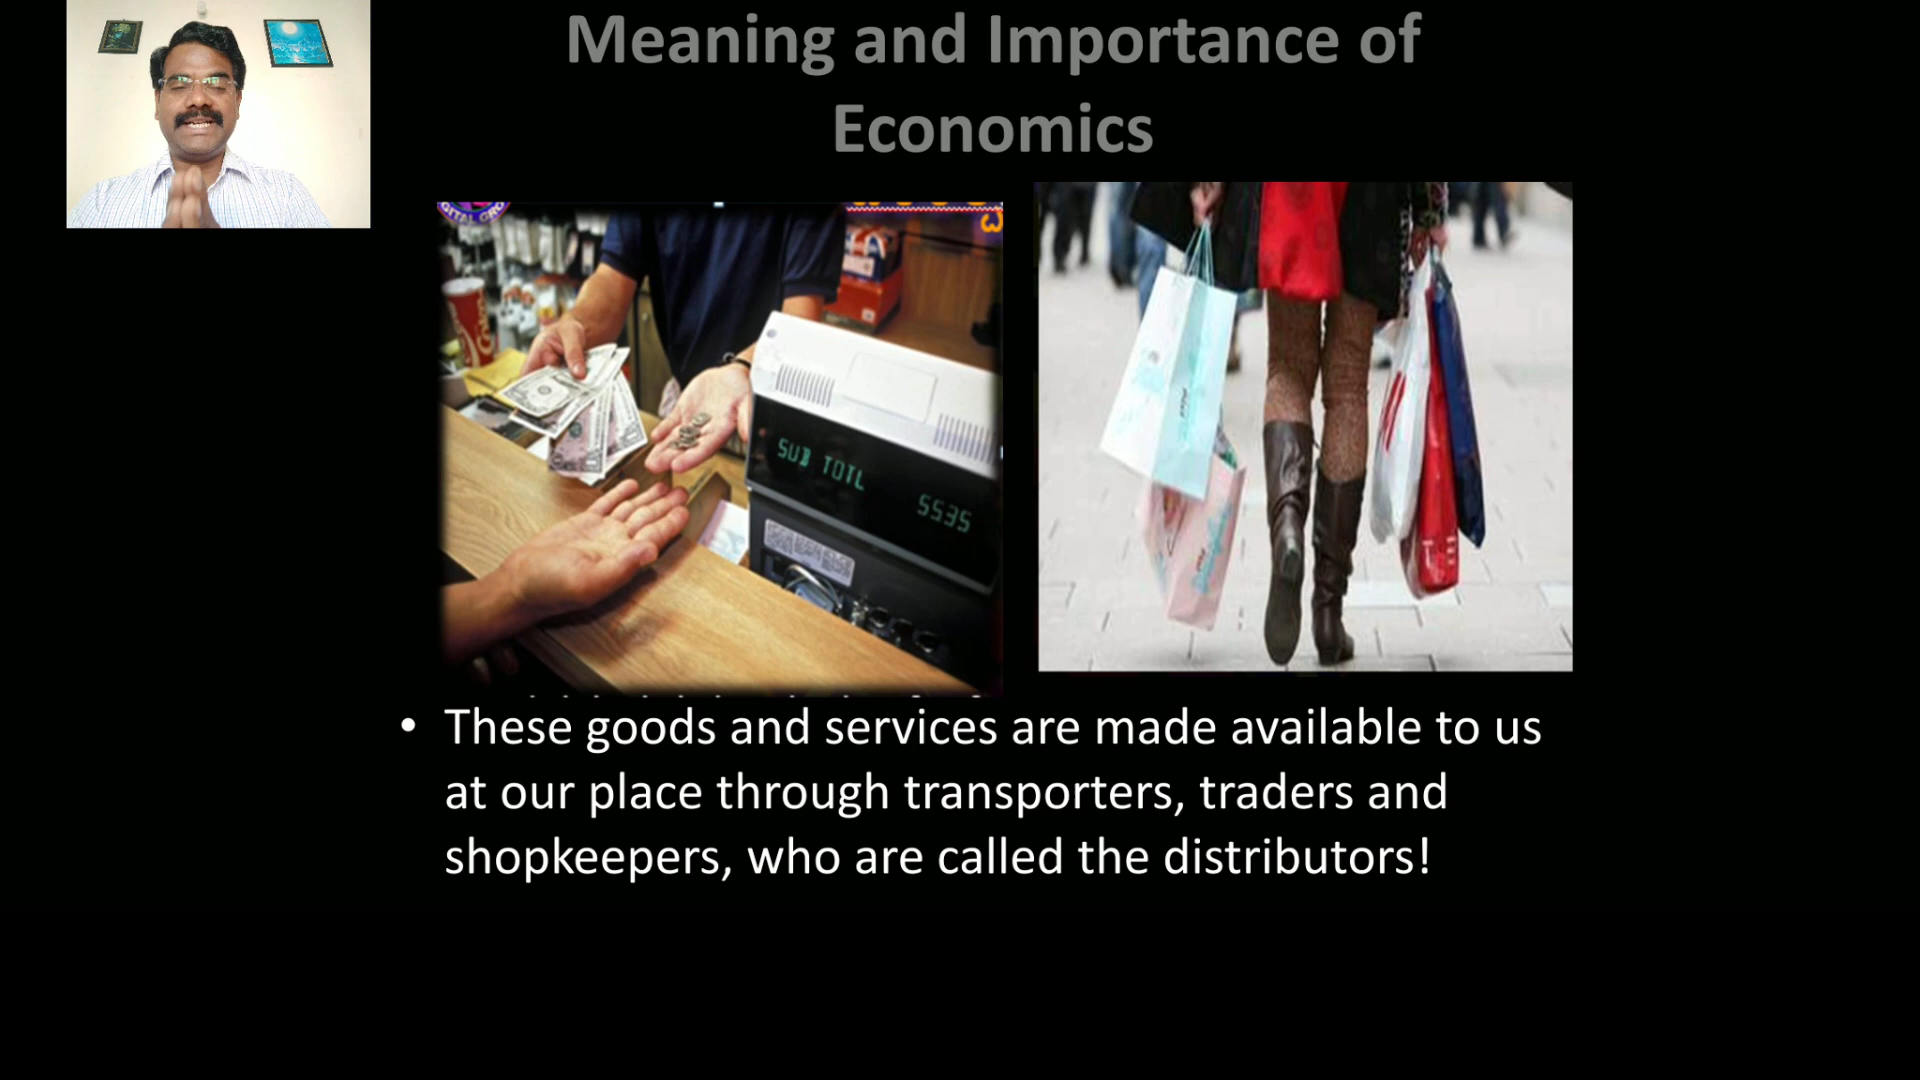 Meaning and Importance of
Economics
SUB TOTL 5535
These goods and services are made available to us
at our place through transporters, traders and
shopkeepers, who are called the distributors!